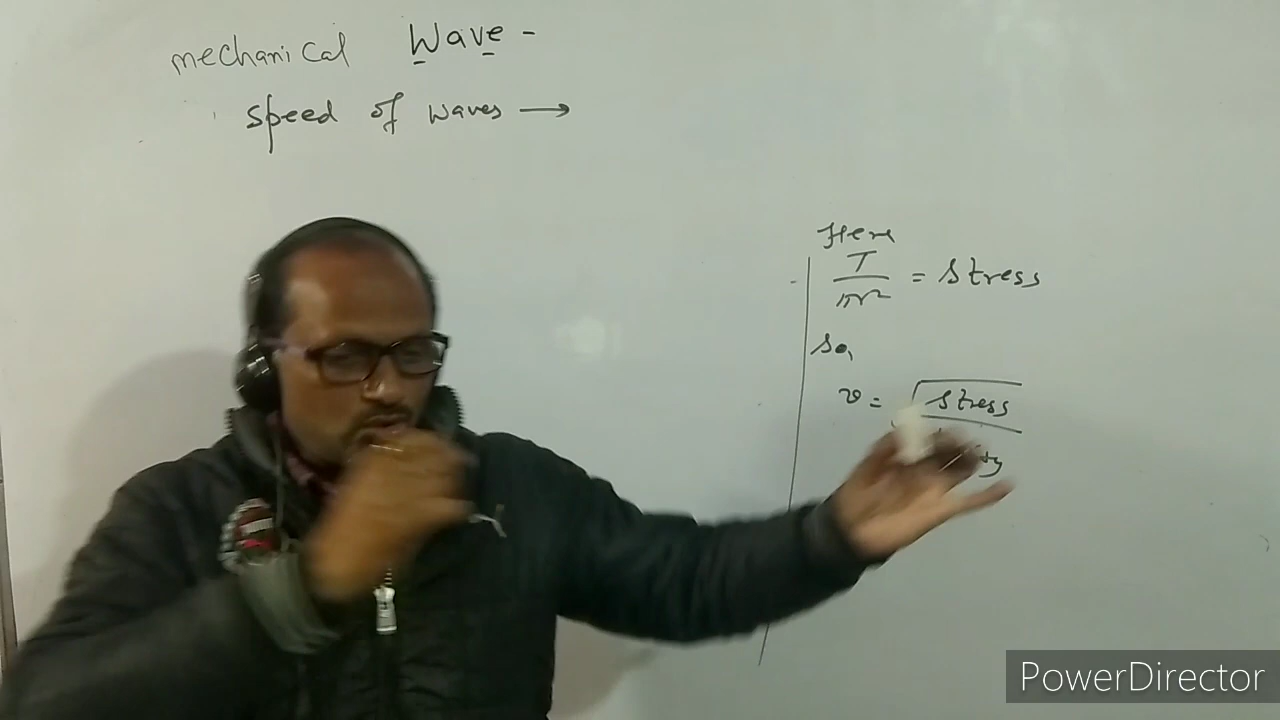 mechanical Wave -
speed of waves →
Here
T/πr² = stress
so,
v = √stress
PowerDirector